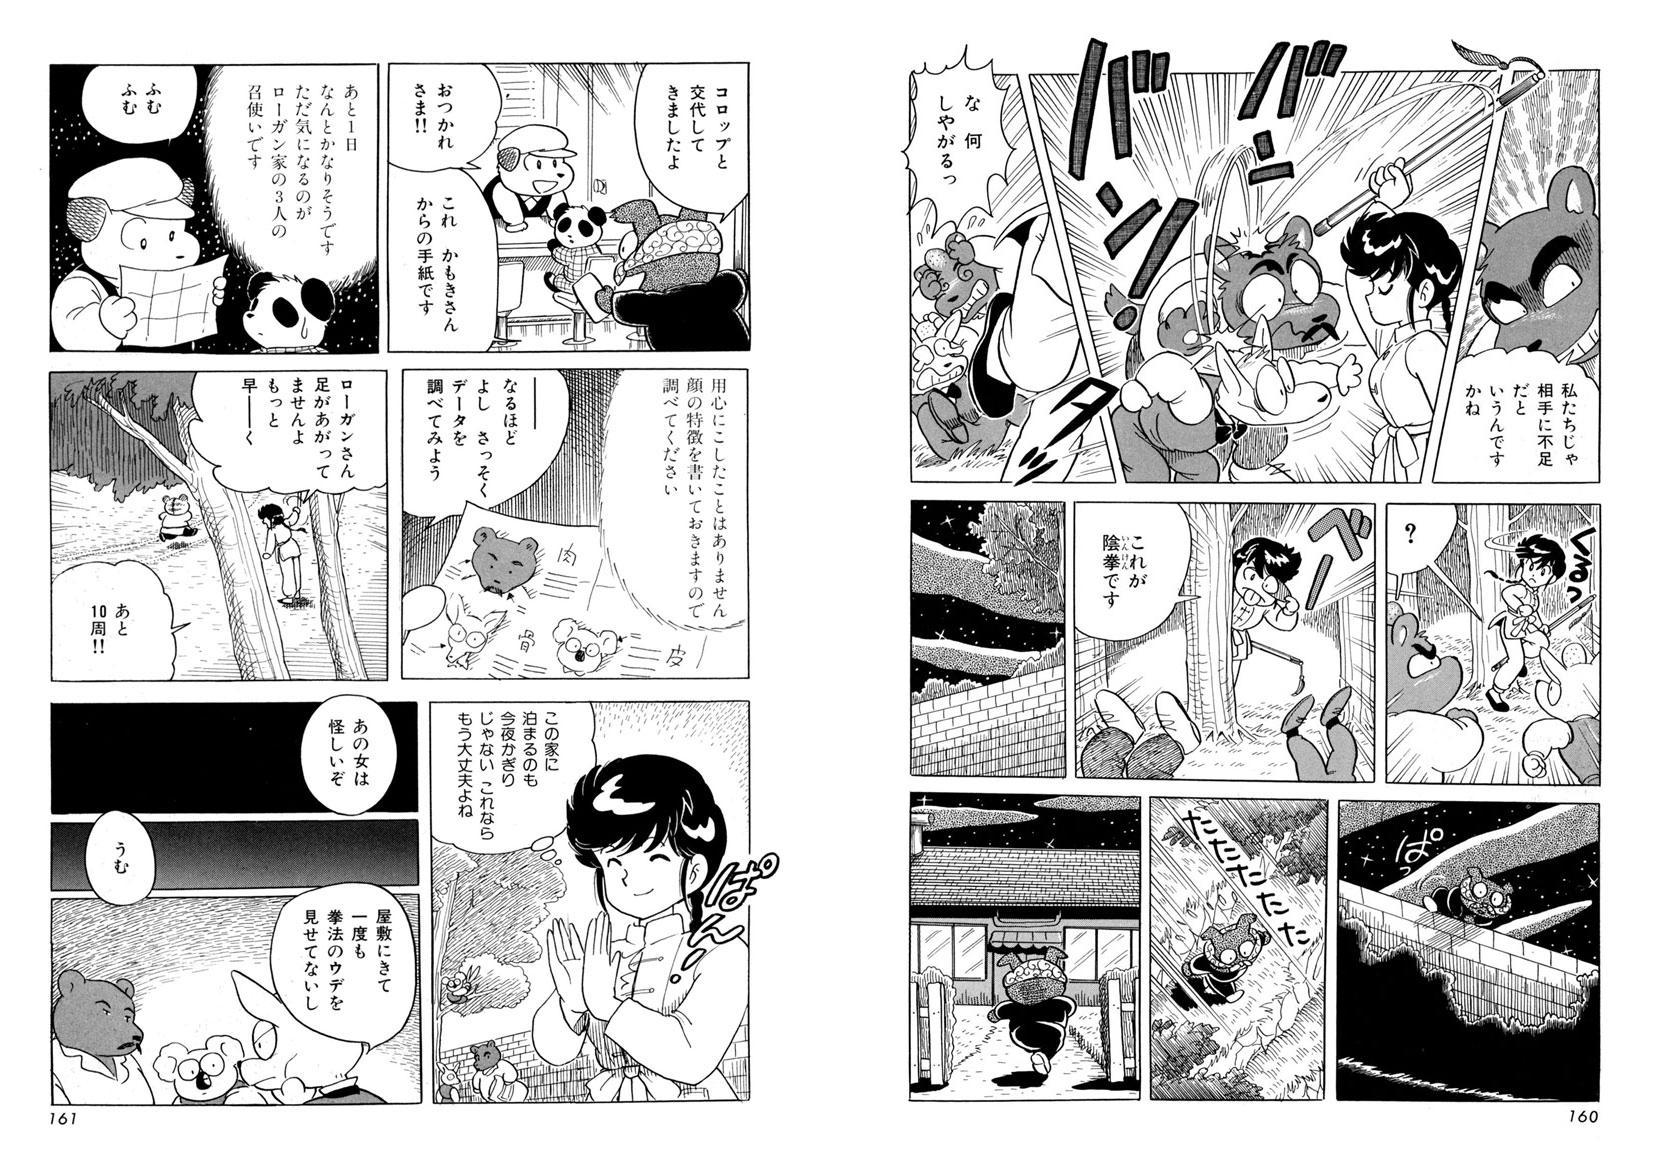 私たちじゃ
相手に不足
だと
いうんです
かね
バン
バン!
な 何
しやがるっ
ダ
くるっ
?
べー
これが
陰拳です
いんけん
ぱっ
たたたたた
160
コロップと
交代して
きましたよ
おつかれ
さま!!
これ かもきさん
からの手紙です
あと1日
なんとかなりそうです
ただ気になるのが
ローガン家の3人の
召使いです
ふむ
ふむ
用心にこしたことはありません
顔の特徴を書いておきますので
調べてください
なるほど
――
よし さっそく
データを
調べてみよう
肉
骨
皮
ローガンさん
足があがって
ませんよ
もっと
早――く
あと
10周!!
この家に
泊まるのも
今夜かぎり
じゃない これなら
もう大丈夫よね
ぱん!
あの女は
怪しいぞ
うむ
屋敷にきて
一度も
拳法のウデを
見せてないし
161